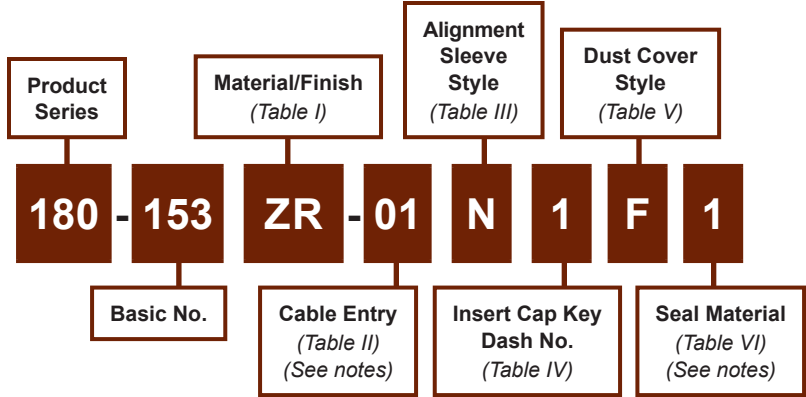 Product
Series
Material/Finish
(Table I)
Alignment
Sleeve
Style
(Table III)
Dust Cover
Style
(Table V)
180 - 153 ZR - 01 N 1 F 1
Basic No.
Cable Entry
(Table II)
(See notes)
Insert Cap Key
Dash No.
(Table IV)
Seal Material
(Table VI)
(See notes)